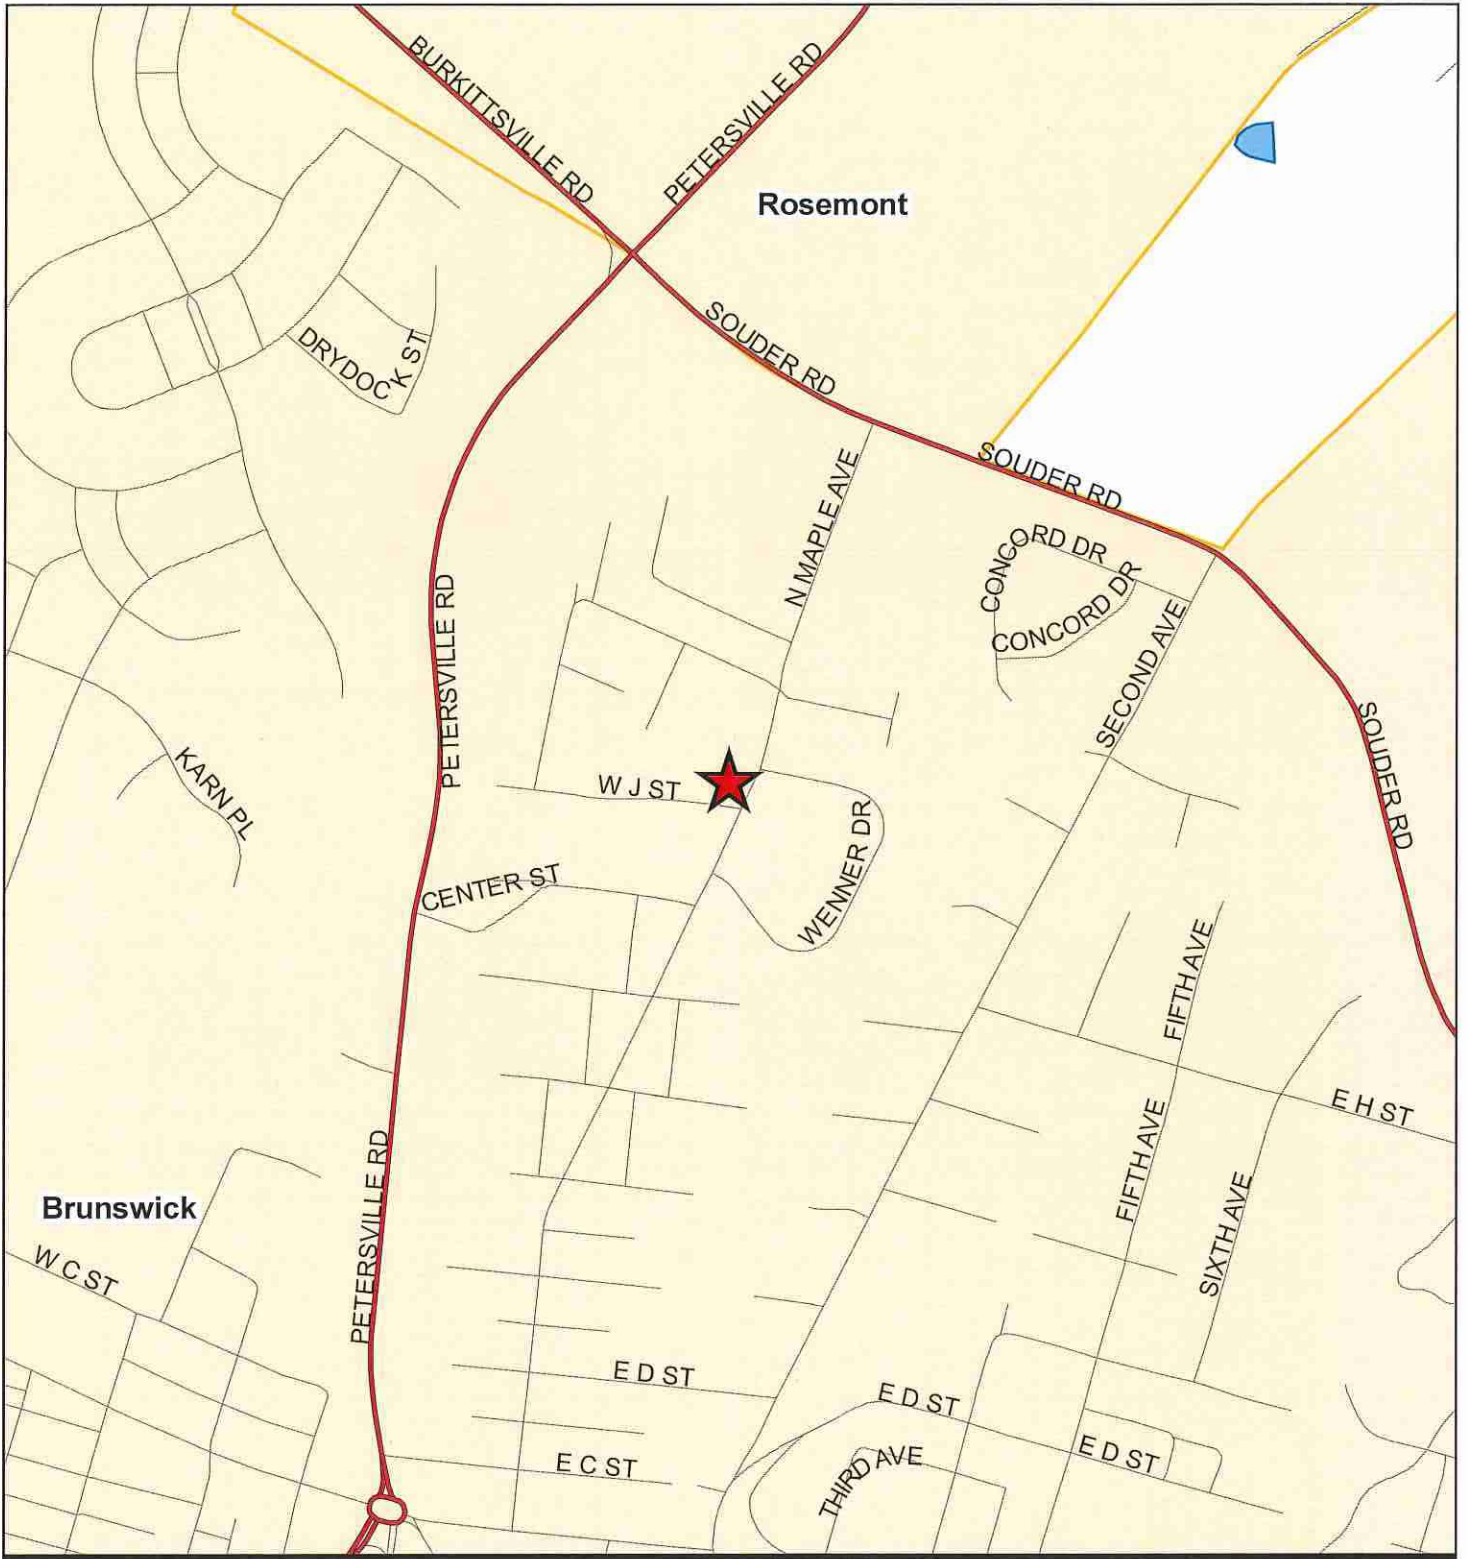 BURKITTSVILLE RD
PETERSVILLE RD
Rosemont
SOUDER RD
DRYDOCK ST
SOUDER RD
N MAPLE AVE
CONCORD DR
CONCORD DR
PETERSVILLE RD
SECOND AVE
SOUDER RD
KARN PL
W J ST
WENNER DR
CENTER ST
FIFTH AVE
E H ST
FIFTH AVE
PETERSVILLE RD
SIXTH AVE
Brunswick
W C ST
E D ST
E D ST
E D ST
E C ST
THIRD AVE